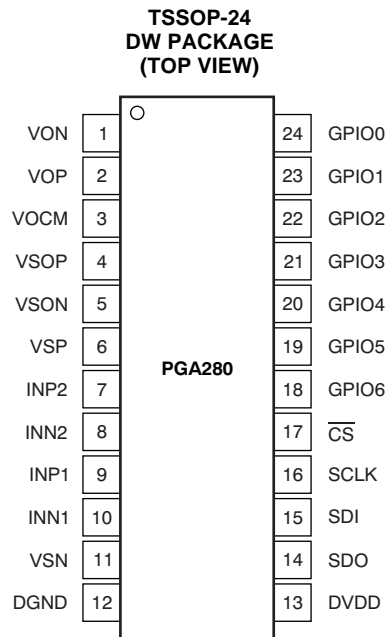 TSSOP-24
DW PACKAGE
(TOP VIEW)
VON 1 24 GPIO0
VOP 2 23 GPIO1
VOCM 3 22 GPIO2
VSOP 4 21 GPIO3
VSON 5 20 GPIO4
VSP 6 19 GPIO5
PGA280
INP2 7 18 GPIO6
INN2 8 17 C̅S̅
INP1 9 16 SCLK
INN1 10 15 SDI
VSN 11 14 SDO
DGND 12 13 DVDD